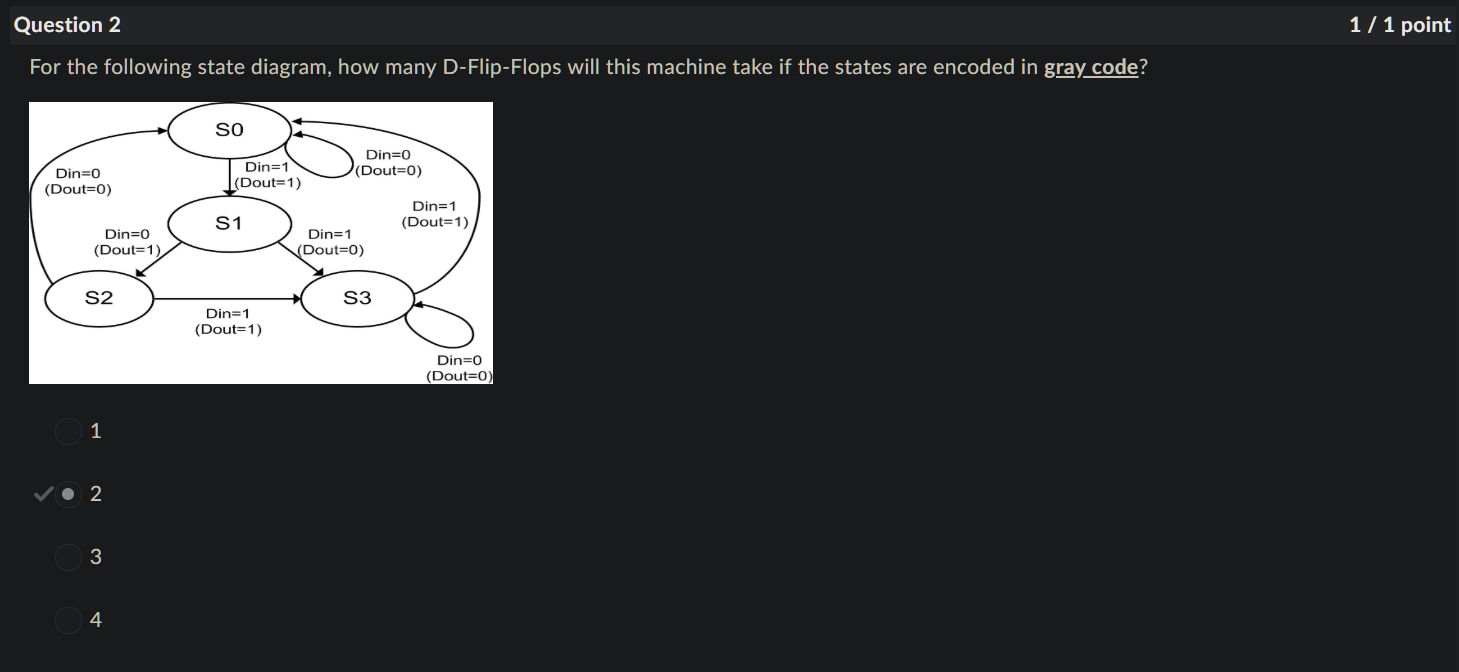 Question 2
1 / 1 point
For the following state diagram, how many D-Flip-Flops will this machine take if the states are encoded in gray code?
S0
Din=0
(Dout=0)
Din=1
(Dout=1)
Din=0
(Dout=0)
Din=1
(Dout=1)
S1
Din=0
(Dout=1)
Din=1
(Dout=0)
S2
S3
Din=1
(Dout=1)
Din=0
(Dout=0)
1
2
3
4